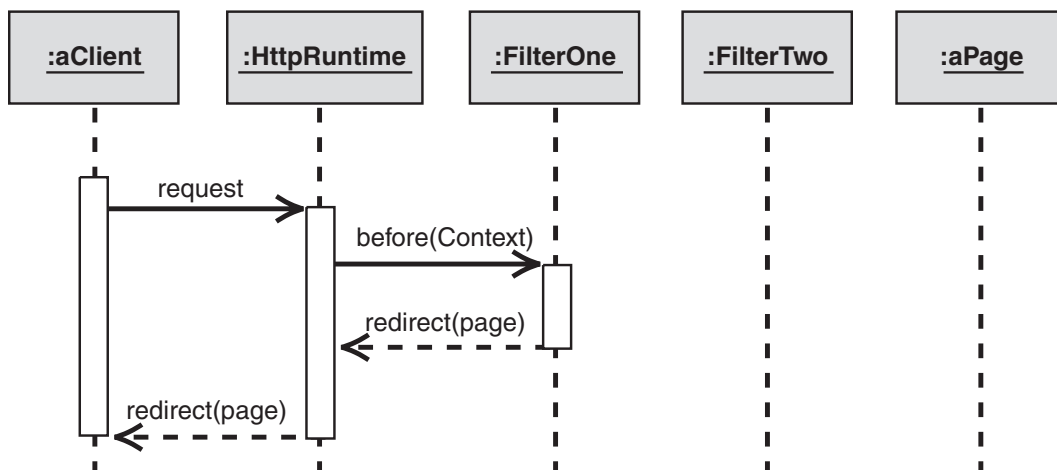 :aClient
:HttpRuntime
:FilterOne
:FilterTwo
:aPage
request
before(Context)
redirect(page)
redirect(page)